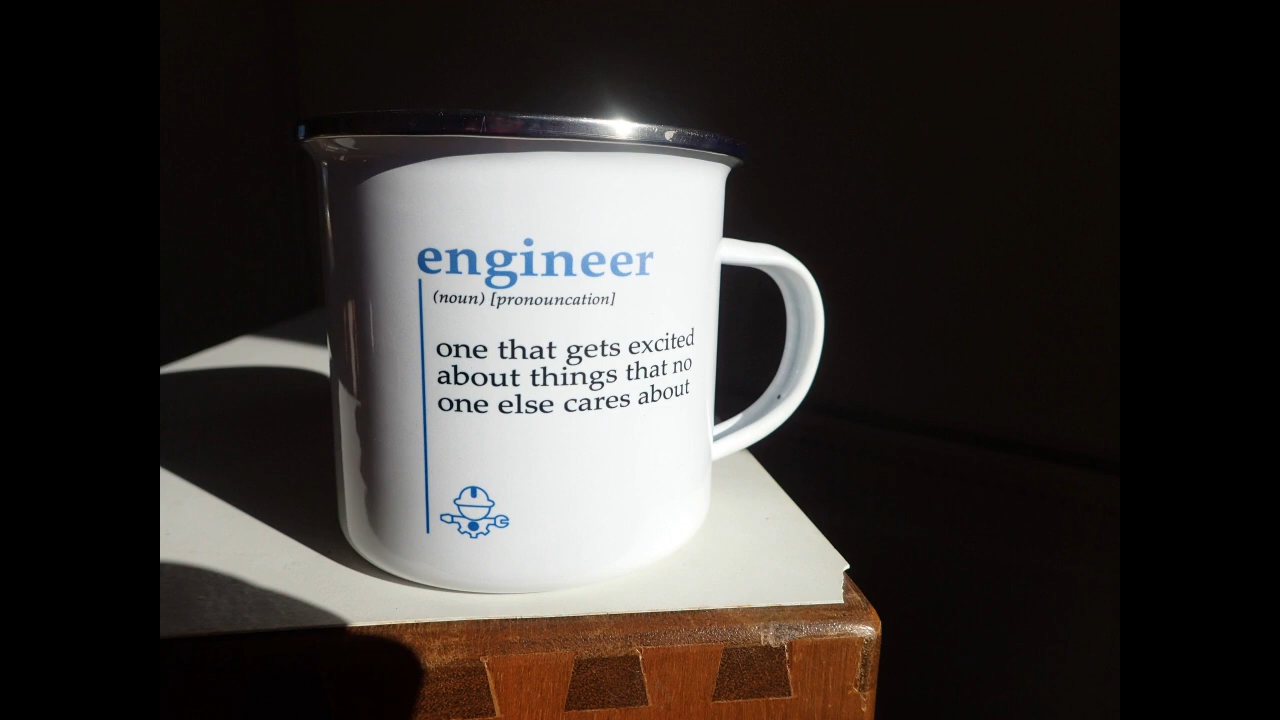 engineer
(noun) [pronouncation]
one that gets excited
about things that no
one else cares about